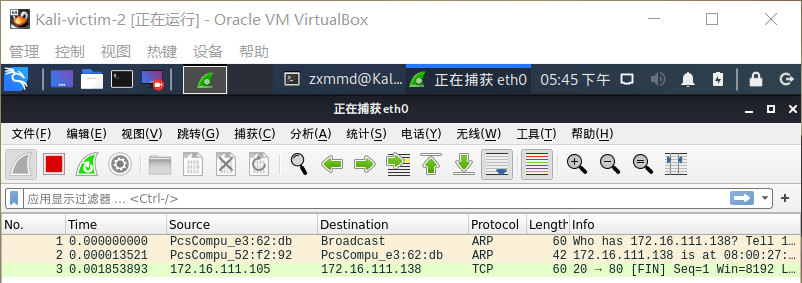 Kali-victim-2 [正在运行] - Oracle VM VirtualBox
管理 控制 视图 热键 设备 帮助
zxmmd@Kal... 正在捕获 eth0 05:45 下午
正在捕获 eth0
文件(F) 编辑(E) 视图(V) 跳转(G) 捕获(C) 分析(A) 统计(S) 电话(Y) 无线(W) 工具(T) 帮助(H)
应用显示过滤器 … <Ctrl-/>
No. Time Source Destination Protocol Length Info
1 0.000000000 PcsCompu_e3:62:db Broadcast ARP 60 Who has 172.16.111.138? Tell 1…
2 0.000013521 PcsCompu_52:f2:92 PcsCompu_e3:62:db ARP 42 172.16.111.138 is at 08:00:27:…
3 0.001853893 172.16.111.105 172.16.111.138 TCP 60 20 → 80 [FIN] Seq=1 Win=8192 L…